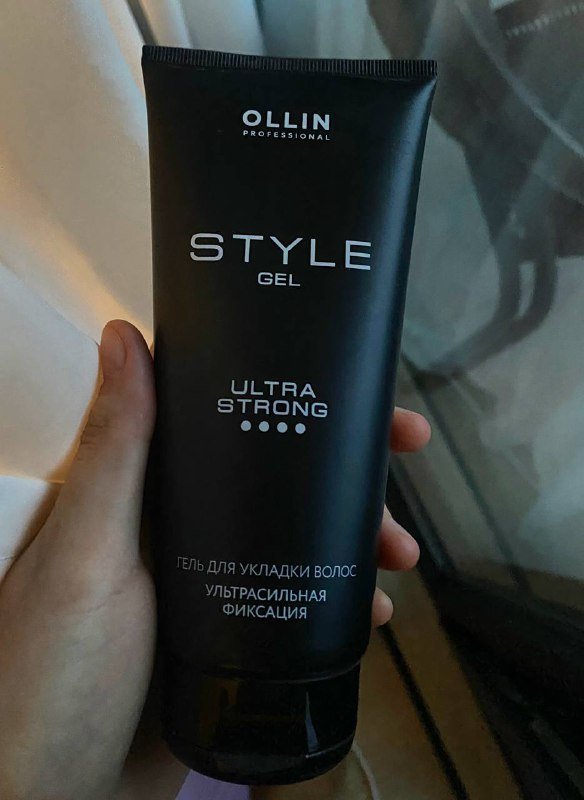 OLLIN
PROFESSIONAL
STYLE
GEL
ULTRA
STRONG
ГЕЛЬ ДЛЯ УКЛАДКИ ВОЛОС
УЛЬТРАСИЛЬНАЯ
ФИКСАЦИЯ